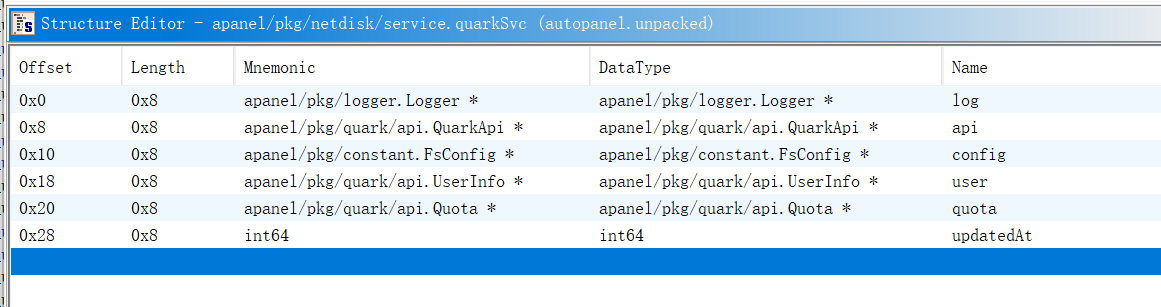 Structure Editor - apanel/pkg/netdisk/service.quarkSvc (autopanel.unpacked)
Offset Length Mnemonic DataType Name
0x0 0x8 apanel/pkg/logger.Logger * apanel/pkg/logger.Logger * log
0x8 0x8 apanel/pkg/quark/api.QuarkApi * apanel/pkg/quark/api.QuarkApi * api
0x10 0x8 apanel/pkg/constant.FsConfig * apanel/pkg/constant.FsConfig * config
0x18 0x8 apanel/pkg/quark/api.UserInfo * apanel/pkg/quark/api.UserInfo * user
0x20 0x8 apanel/pkg/quark/api.Quota * apanel/pkg/quark/api.Quota * quota
0x28 0x8 int64 int64 updatedAt